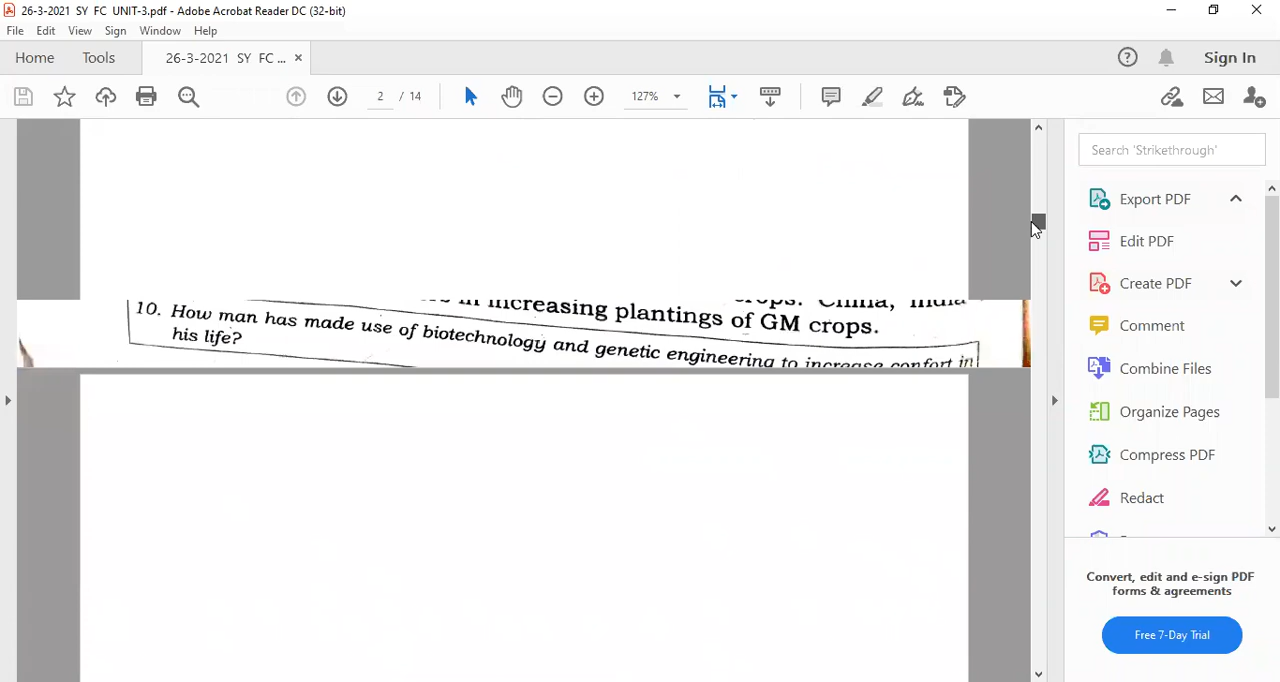 26-3-2021 SY FC UNIT-3.pdf - Adobe Acrobat Reader DC (32-bit)
File Edit View Sign Window Help
Home Tools 26-3-2021 SY FC ... × Sign In
2 / 14 127%
Search 'Strikethrough'
Export PDF
Edit PDF
Create PDF
Comment
Combine Files
Organize Pages
Compress PDF
Redact
Convert, edit and e-sign PDF
forms & agreements
Free 7-Day Trial
in increasing plantings of GM crops.
10. How man has made use of biotechnology and genetic engineering to increase confort in
his life?